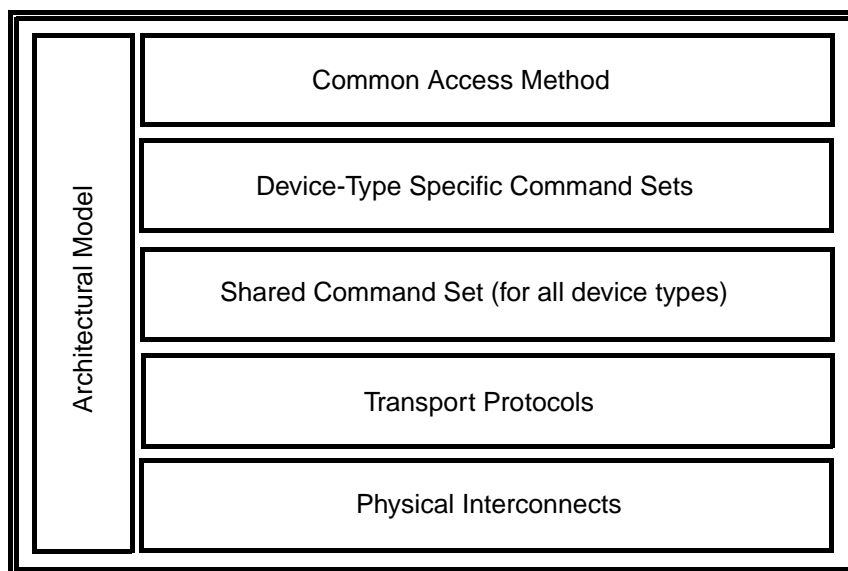 Architectural Model
Common Access Method
Device-Type Specific Command Sets
Shared Command Set (for all device types)
Transport Protocols
Physical Interconnects